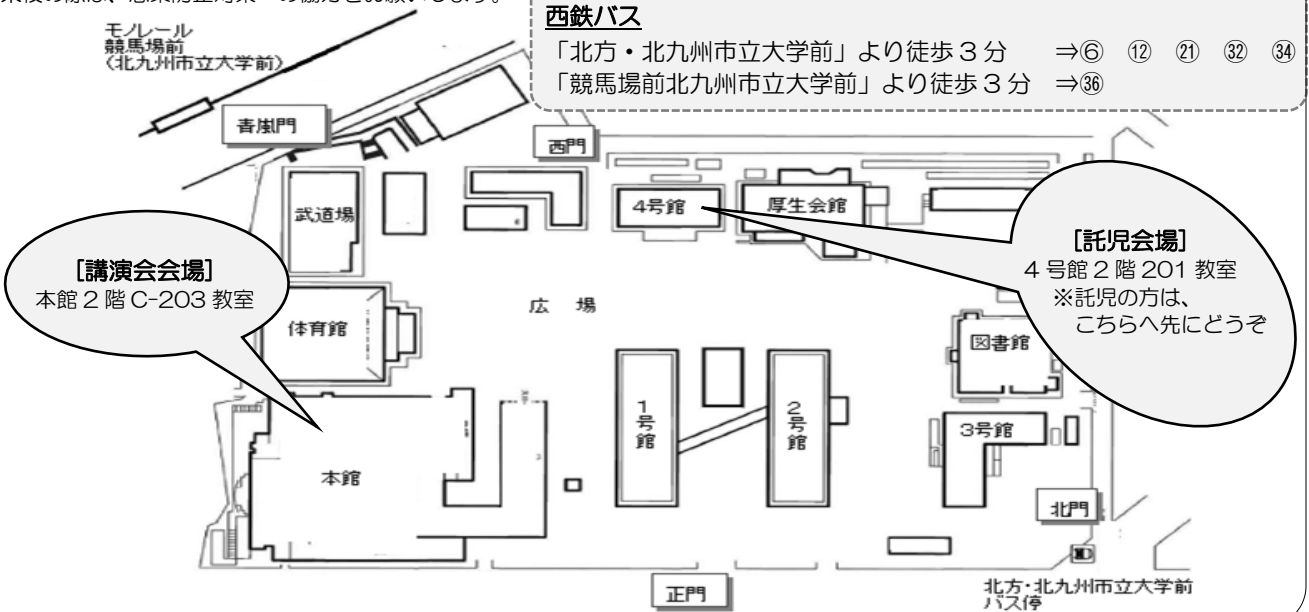 西鉄バス
「北方・北九州市立大学前」より徒歩3分 ⇒⑥ ⑫ ㉑ ㉜ ㉞
「競馬場前北九州市立大学前」より徒歩3分 ⇒㊱
モノレール
競馬場前
(北九州市立大学前)
青嵐門
西門
武道場
4号館
厚生会館
[講演会会場]
本館2階C-203教室
[託児会場]
4号館2階201教室
※託児の方は、
こちらへ先にどうぞ
広 場
体育館
図書館
1号館
2号館
3号館
本館
北門
正門
北方・北九州市立大学前
バス停